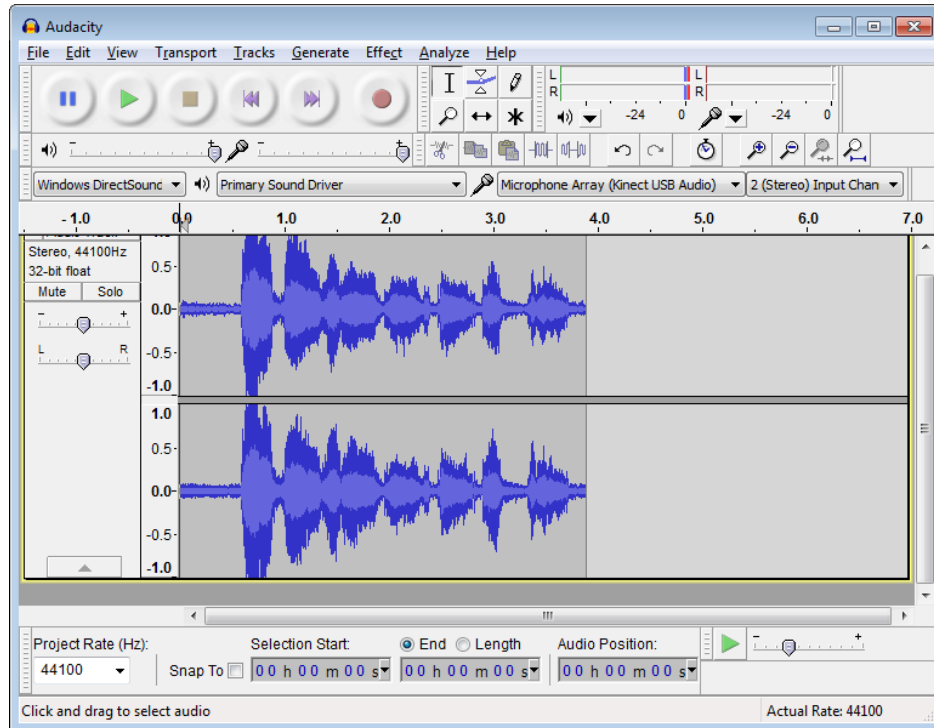 Audacity
File Edit View Transport Tracks Generate Effect Analyze Help
L
R
-24 0
L
R
-24 0
Windows DirectSound Primary Sound Driver Microphone Array (Kinect USB Audio) 2 (Stereo) Input Chan
- 1.0 0.0 1.0 2.0 3.0 4.0 5.0 6.0 7.0
Stereo, 44100Hz
32-bit float
Mute Solo
- +
L R
0.5
0.0
-0.5
-1.0
1.0
0.5
0.0
-0.5
-1.0
Project Rate (Hz): Selection Start: End Length Audio Position:
44100 Snap To 00 h 00 m 00 s 00 h 00 m 00 s 00 h 00 m 00 s
- +
Click and drag to select audio Actual Rate: 44100